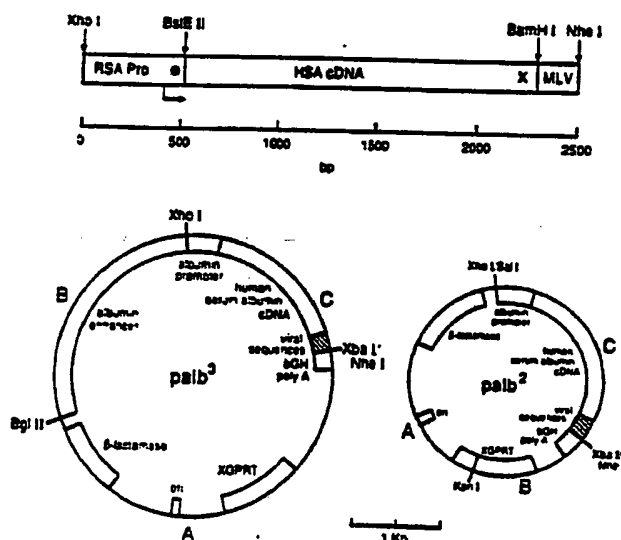 Xho I BstE II BamH I Nhe I
RSA Pro HSA cDNA X MLV
0 500 1000 1500 2000 2500
bp
Xho I
B
albumin
promoter
human
serum albumin
cDNA
C
albumin
enhancer
viral
sequences
bGH
poly A
Xba I'
Nhe I
palb3
Bgl II
β-lactamase
ori
XGPRT
A
1 Kp
Xho I Sal I
albumin
promoter
β-lactamase
human
serum albumin
cDNA
C
palb2
viral
sequences
bGH
poly A
A
ori
XGPRT
Kpn I
B